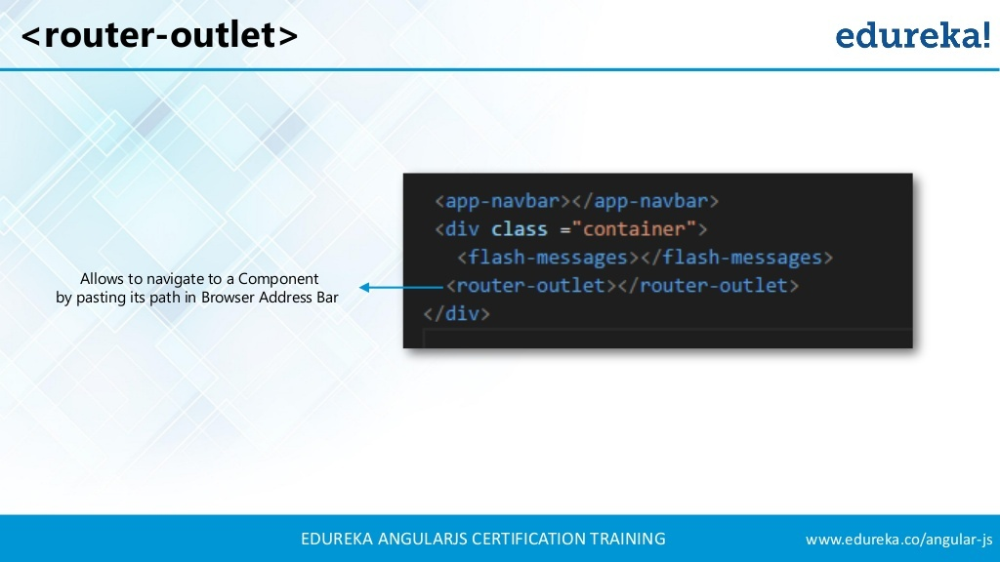 <router-outlet>
edureka!
<app-navbar></app-navbar>
<div class ="container">
<flash-messages></flash-messages>
Allows to navigate to a Component
by pasting its path in Browser Address Bar
<router-outlet></router-outlet>
</div>
EDUREKA ANGULARJS CERTIFICATION TRAINING
www.edureka.co/angular-js